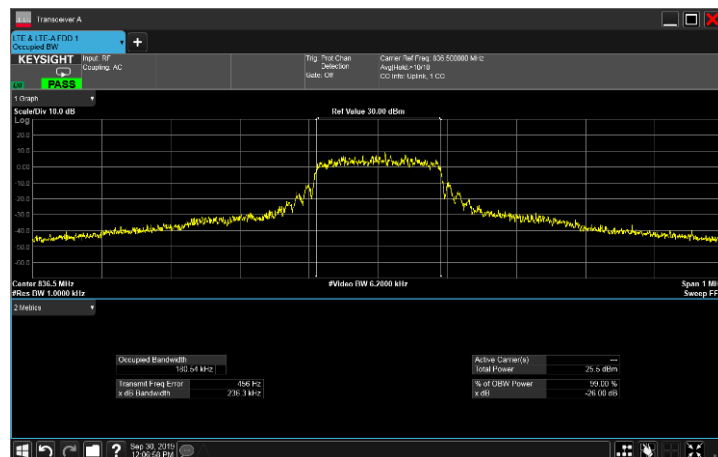 Transceiver A
LTE & LTE-A FDD 1
Occupied BW
+
KEYSIGHT
Input: RF
Coupling: AC
Trig: Prot Chan
Detection
Gate: Off
Carrier Ref Freq: 836.500000 MHz
Avg|Hold:>10/10
CC Info: Uplink, 1 CC
PASS
1 Graph
Scale/Div 10.0 dB
Ref Value 30.00 dBm
Log
20.0
10.0
0.00
-10.0
-20.0
-30.0
-40.0
-50.0
-60.0
Center 836.5 MHz
#Video BW 6.2000 kHz
Span 1 MH
#Res BW 1.0000 kHz
Sweep FF
2 Metrics
Occupied Bandwidth
180.54 kHz
Transmit Freq Error 456 Hz
x dB Bandwidth 236.3 kHz
Active Carrier(s) ---
Total Power 25.5 dBm
% of OBW Power 99.00 %
x dB -26.00 dB
?
Sep 30, 2019
12:06:58 PM